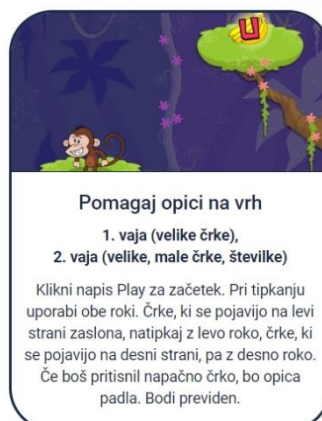 U
Pomagaj opici na vrh
1. vaja (velike črke),
2. vaja (velike, male črke, številke)
Klikni napis Play za začetek. Pri tipkanju
uporabi obe roki. Črke, ki se pojavijo na levi
strani zaslona, natipkaj z levo roko, črke, ki
se pojavijo na desni strani, pa z desno roko.
Če boš pritisnil napačno črko, bo opica
padla. Bodi previden.